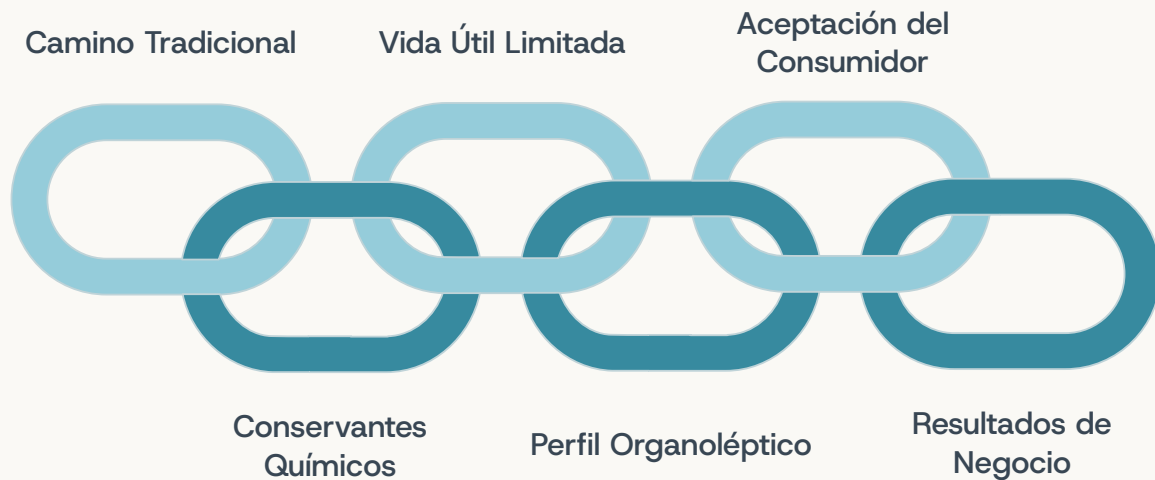 Camino Tradicional
Vida Útil Limitada
Aceptación del
Consumidor
Conservantes
Químicos
Perfil Organoléptico
Resultados de
Negocio